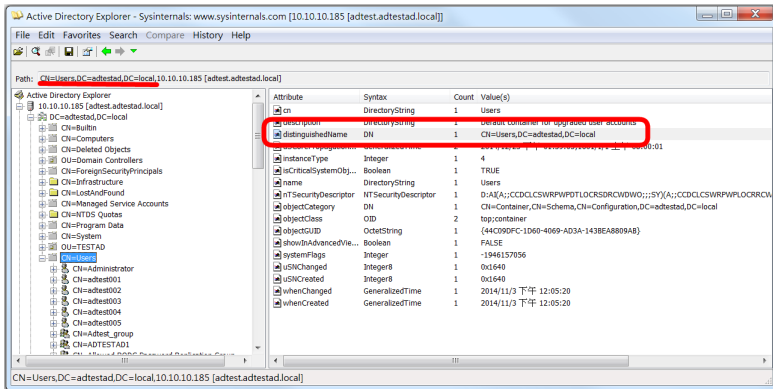 Active Directory Explorer - Sysinternals: www.sysinternals.com [10.10.10.185 [adtest.adtestad.local]]
File Edit Favorites Search Compare History Help
Path: CN=Users,DC=adtestad,DC=local,10.10.10.185 [adtest.adtestad.local]
Active Directory Explorer
10.10.10.185 [adtest.adtestad.local]
DC=adtestad,DC=local
CN=Builtin
CN=Computers
CN=Deleted Objects
OU=Domain Controllers
CN=ForeignSecurityPrincipals
CN=Infrastructure
CN=LostAndFound
CN=Managed Service Accounts
CN=NTDS Quotas
CN=Program Data
CN=System
OU=TESTAD
CN=Users
CN=Administrator
CN=adtest001
CN=adtest002
CN=adtest003
CN=adtest004
CN=adtest005
CN=Adtest_group
CN=ADTESTAD1
Attribute Syntax Count Value(s)
cn DirectoryString 1 Users
description DirectoryString 1 Default container for upgraded user accounts
distinguishedName DN 1 CN=Users,DC=adtestad,DC=local
instanceType Integer 1 4
isCriticalSystemObj... Boolean 1 TRUE
name DirectoryString 1 Users
nTSecurityDescriptor NTSecurityDescriptor 1 D:AI(A;;CCDCLCSWRPWPDTLOCRSDRCWDWO;;;SY)(A;;CCDCLCSWRPWPLOCRRCW
objectCategory DN 1 CN=Container,CN=Schema,CN=Configuration,DC=adtestad,DC=local
objectClass OID 2 top;container
objectGUID OctetString 1 {44C09DFC-1D60-4069-AD3A-143BEA8809AB}
showInAdvancedVie... Boolean 1 FALSE
systemFlags Integer 1 -1946157056
uSNChanged Integer8 1 0x1640
uSNCreated Integer8 1 0x1640
whenChanged GeneralizedTime 1 2014/11/3 下午 12:05:20
whenCreated GeneralizedTime 1 2014/11/3 下午 12:05:20
CN=Users,DC=adtestad,DC=local,10.10.10.185 [adtest.adtestad.local]